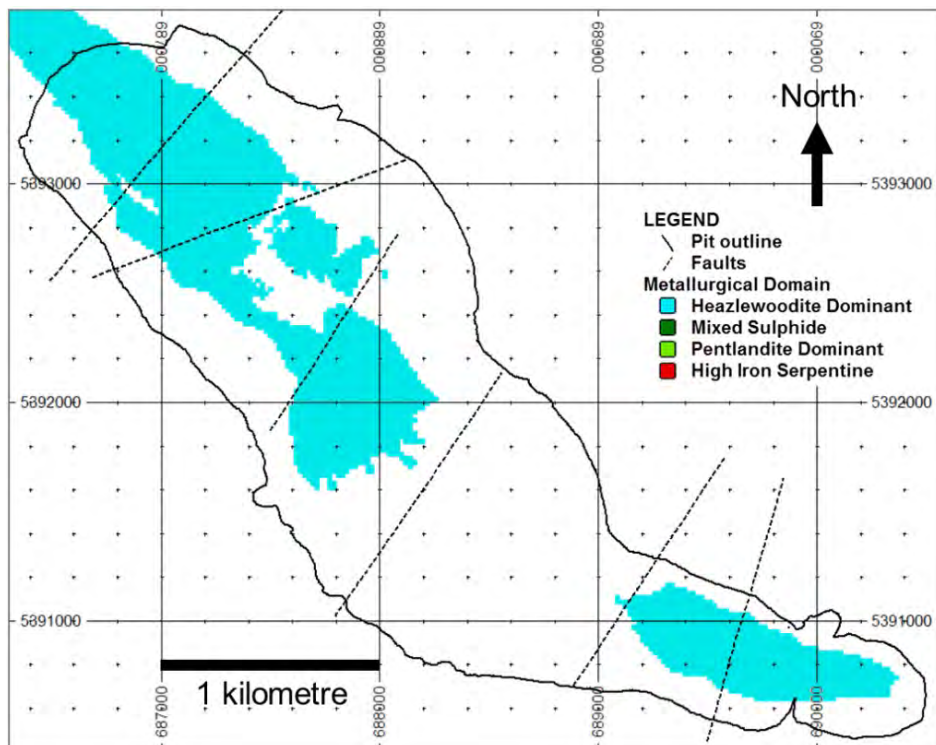 687000
688000
689000
690000
North
5393000
5393000
LEGEND
Pit outline
Faults
Metallurgical Domain
Heazlewoodite Dominant
Mixed Sulphide
Pentlandite Dominant
High Iron Serpentine
5392000
5392000
5391000
5391000
1 kilometre
687000
688000
689000
690000